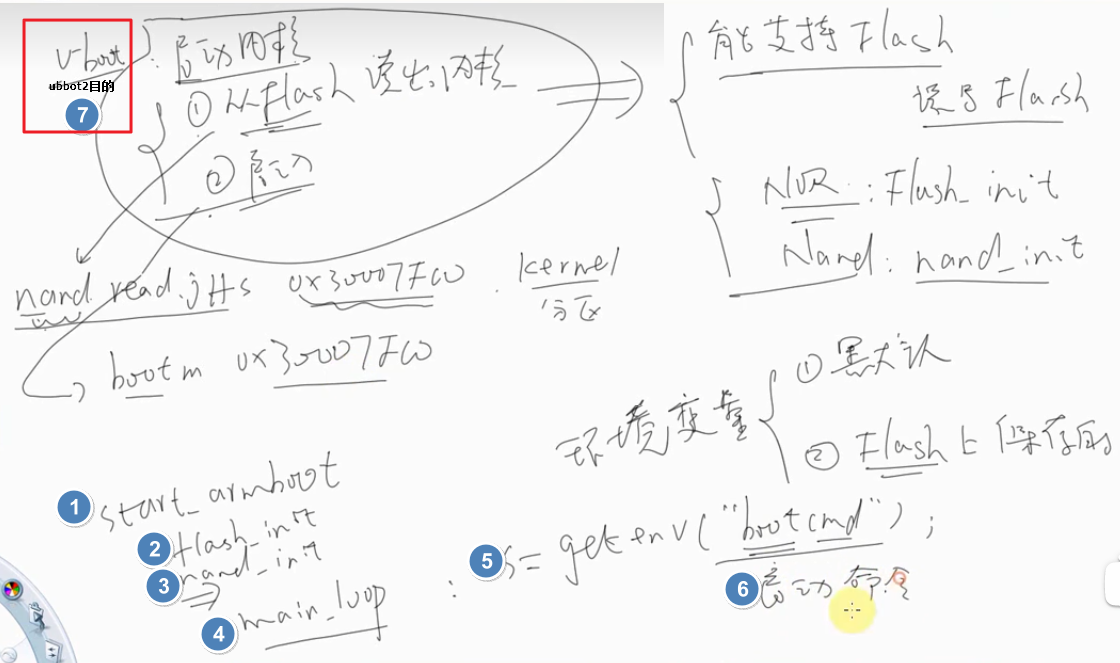 uboot : 启动内核
ubbot2目的
7
① 从Flash 读出内核
② 启动
nand read.jffs 0x30007FC0 . kernel
分区
bootm 0x30007FC0
能支持Flash
读写Flash
NOR : Flash_init
Nand : nand_init
环境变量
① 默认
② Flash上保存的
1 start_armboot
2 flash_init
3 nand_init
4 main_loop :
5 s= getenv("bootcmd") ;
6 启动命令